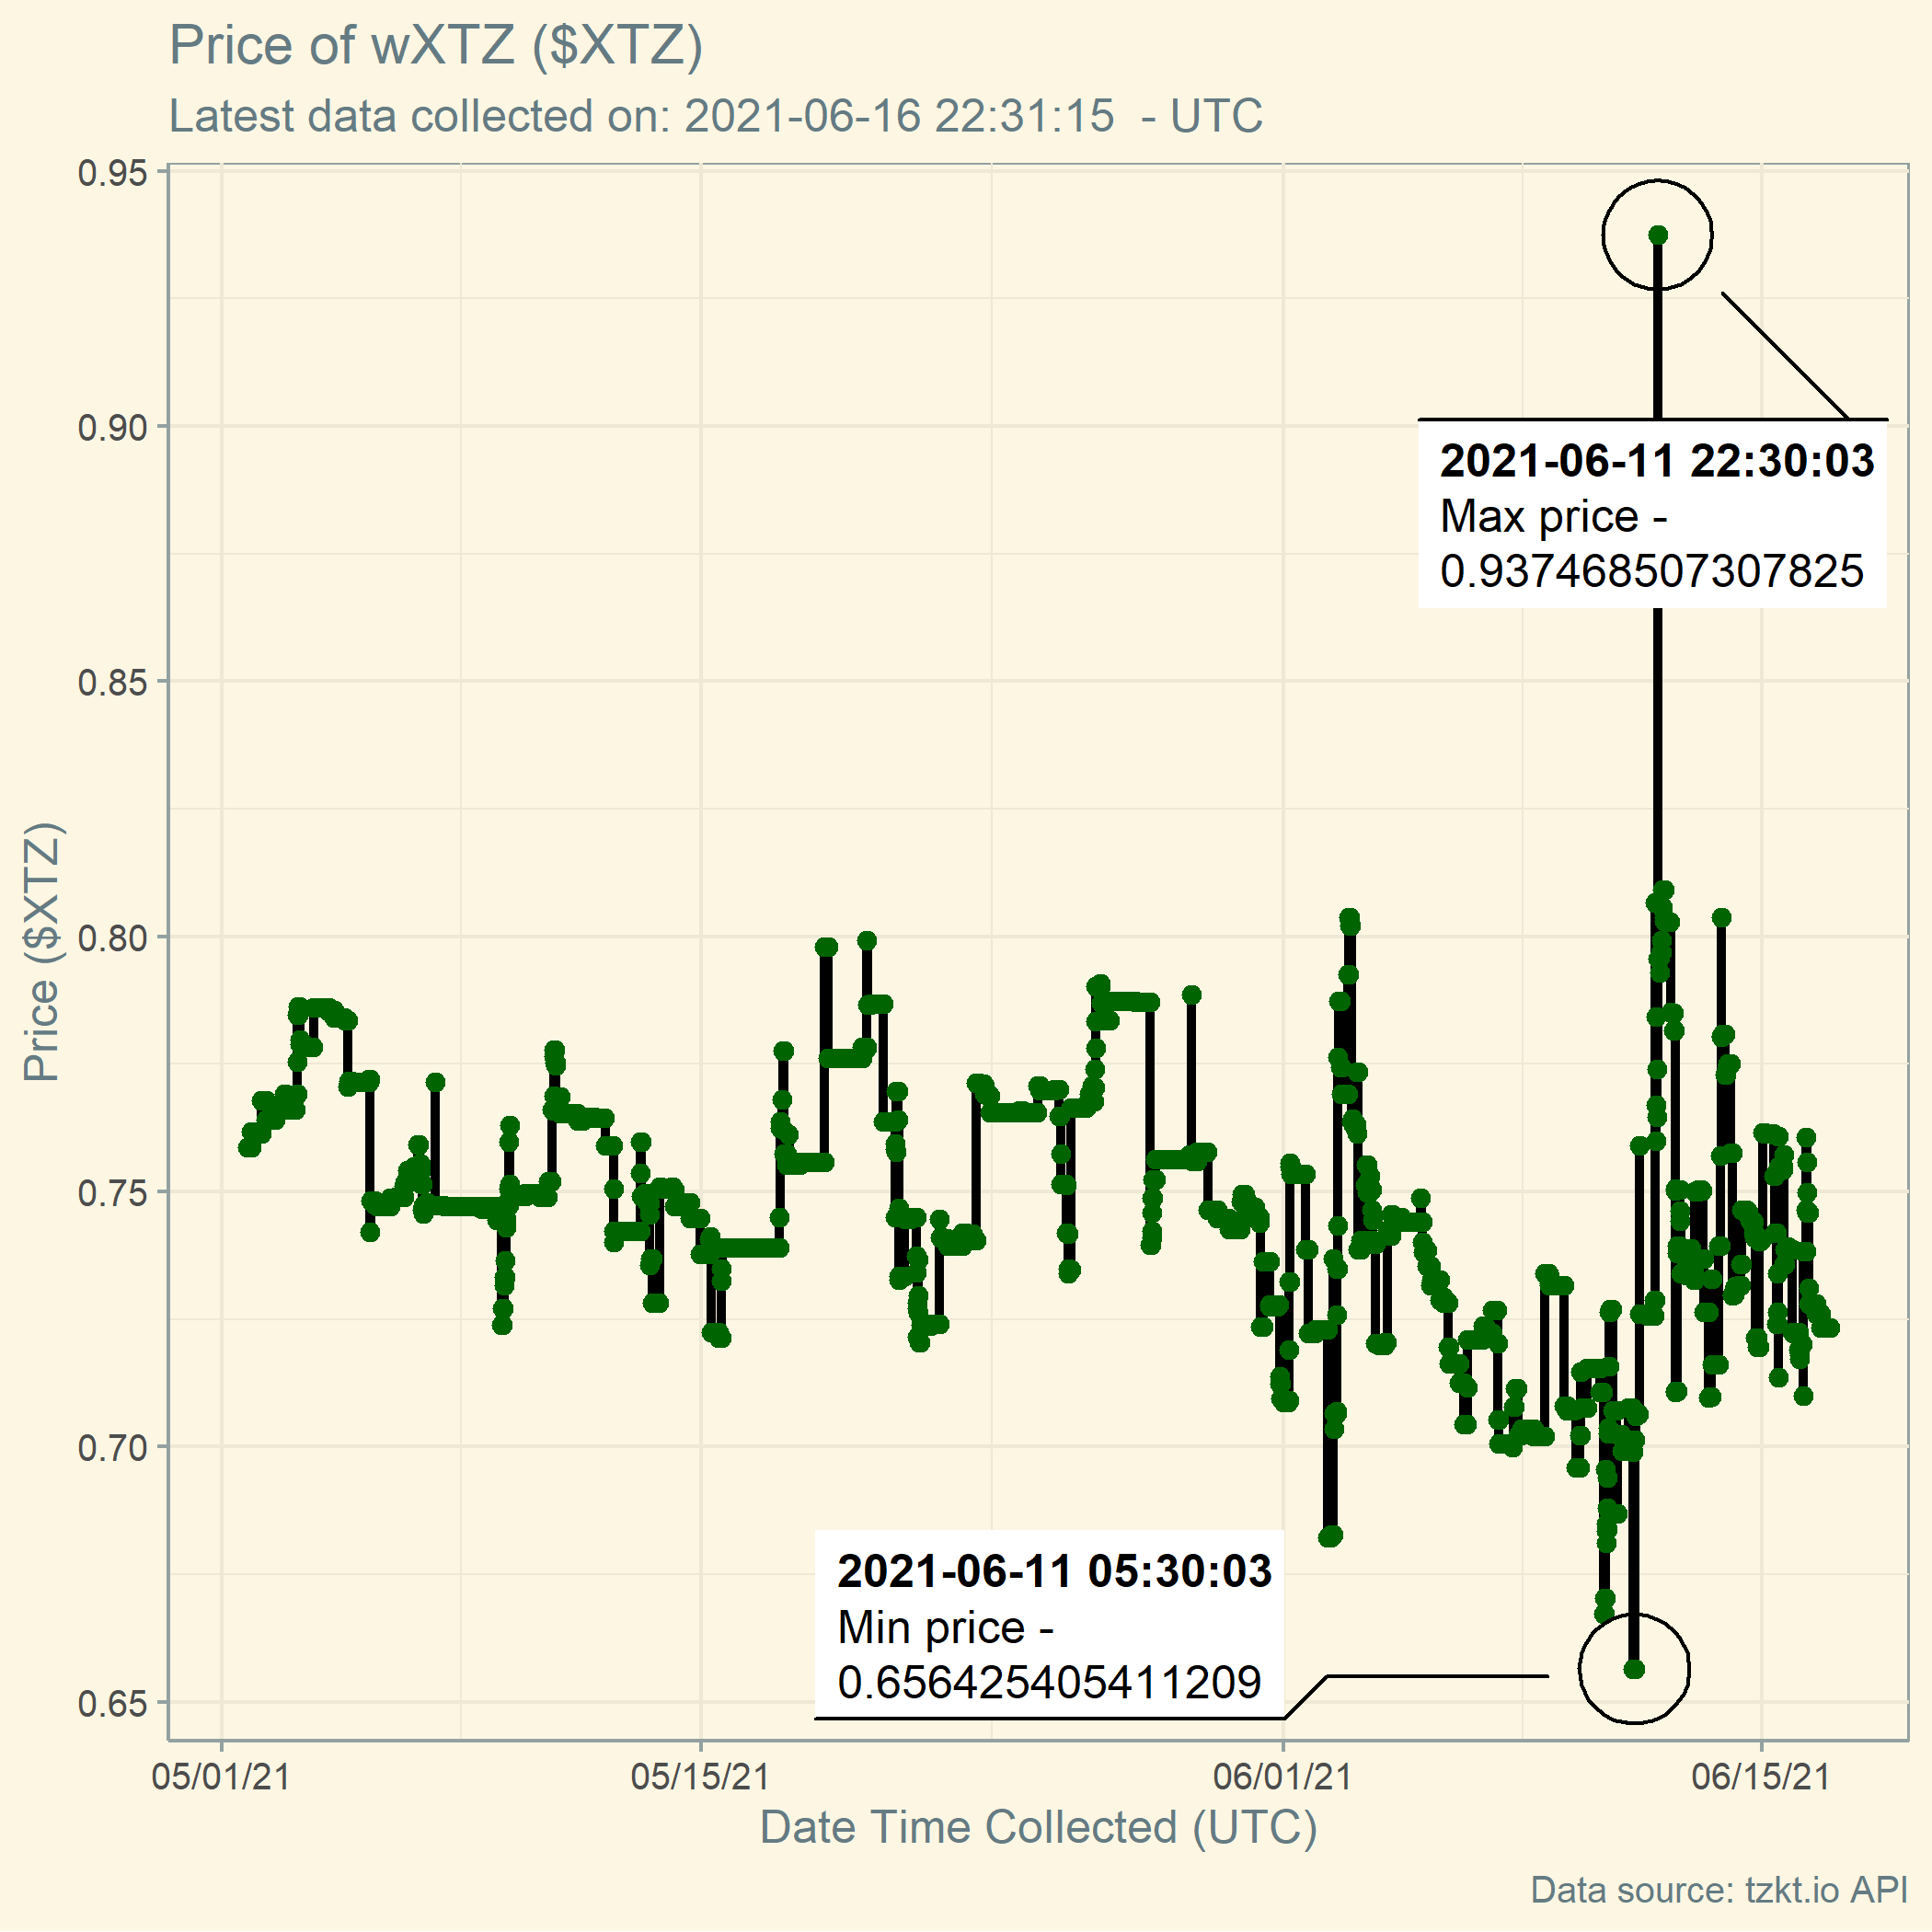 Price of wXTZ ($XTZ)
Latest data collected on: 2021-06-16 22:31:15  - UTC
0.95
0.90
0.85
0.80
0.75
0.70
0.65
Price ($XTZ)
2021-06-11 22:30:03
Max price -
0.937468507307825
2021-06-11 05:30:03
Min price -
0.656425405411209
05/01/21
05/15/21
06/01/21
06/15/21
Date Time Collected (UTC)
Data source: tzkt.io API